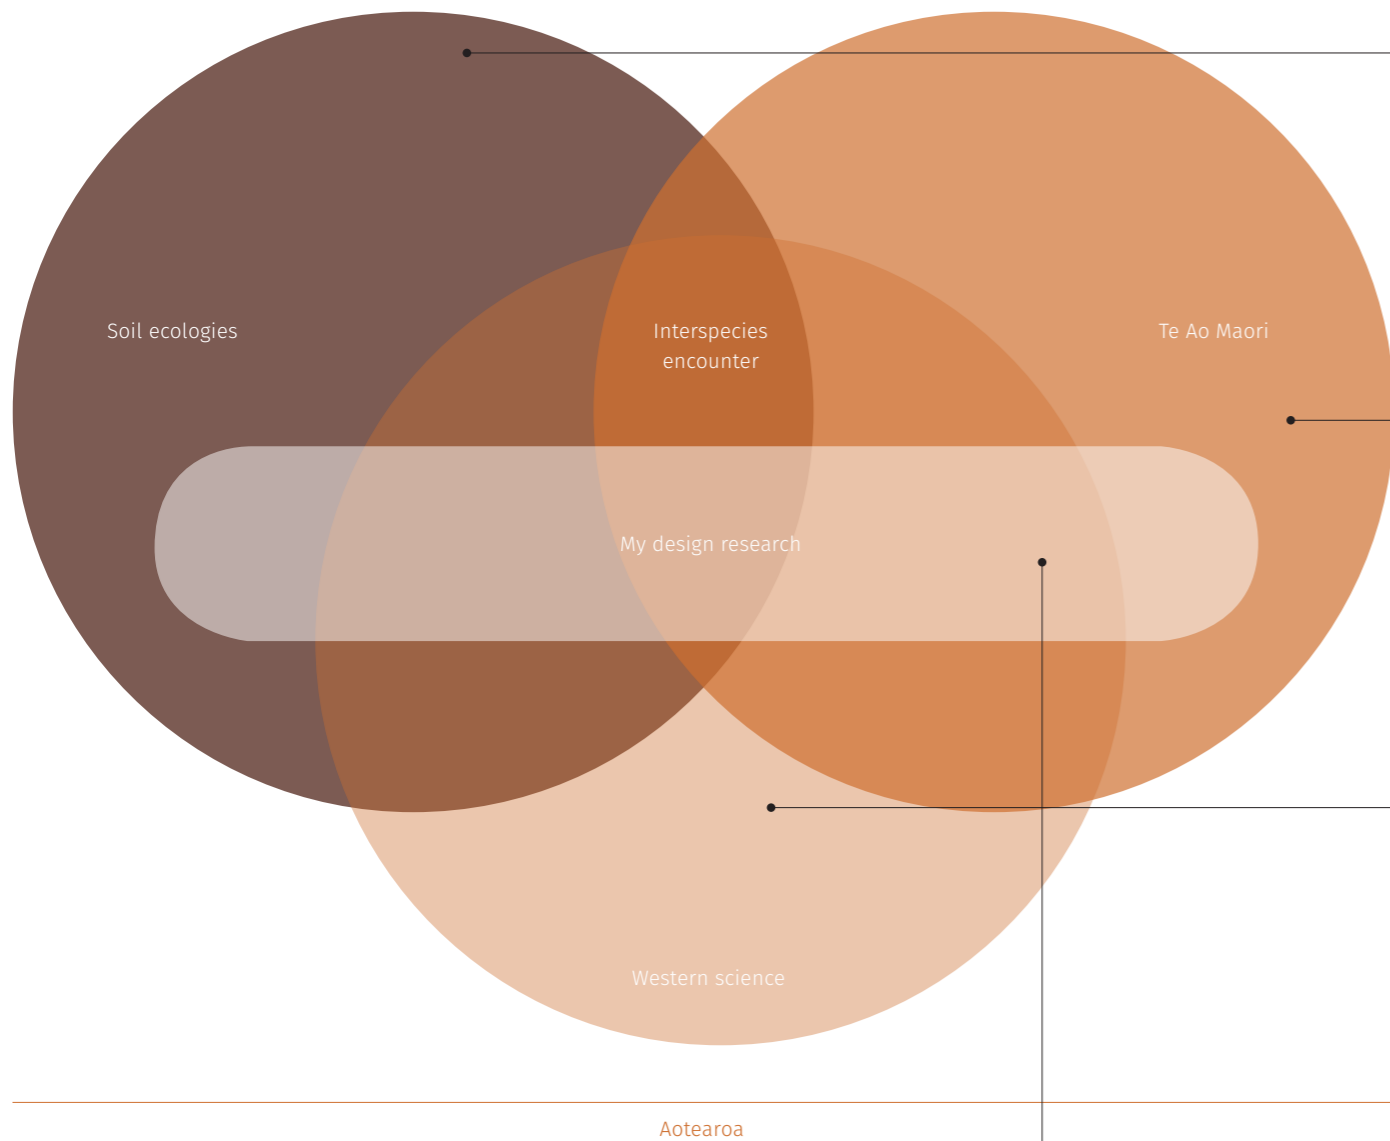 Soil ecologies
Interspecies
encounter
Te Ao Maori
My design research
Western science
Aotearoa